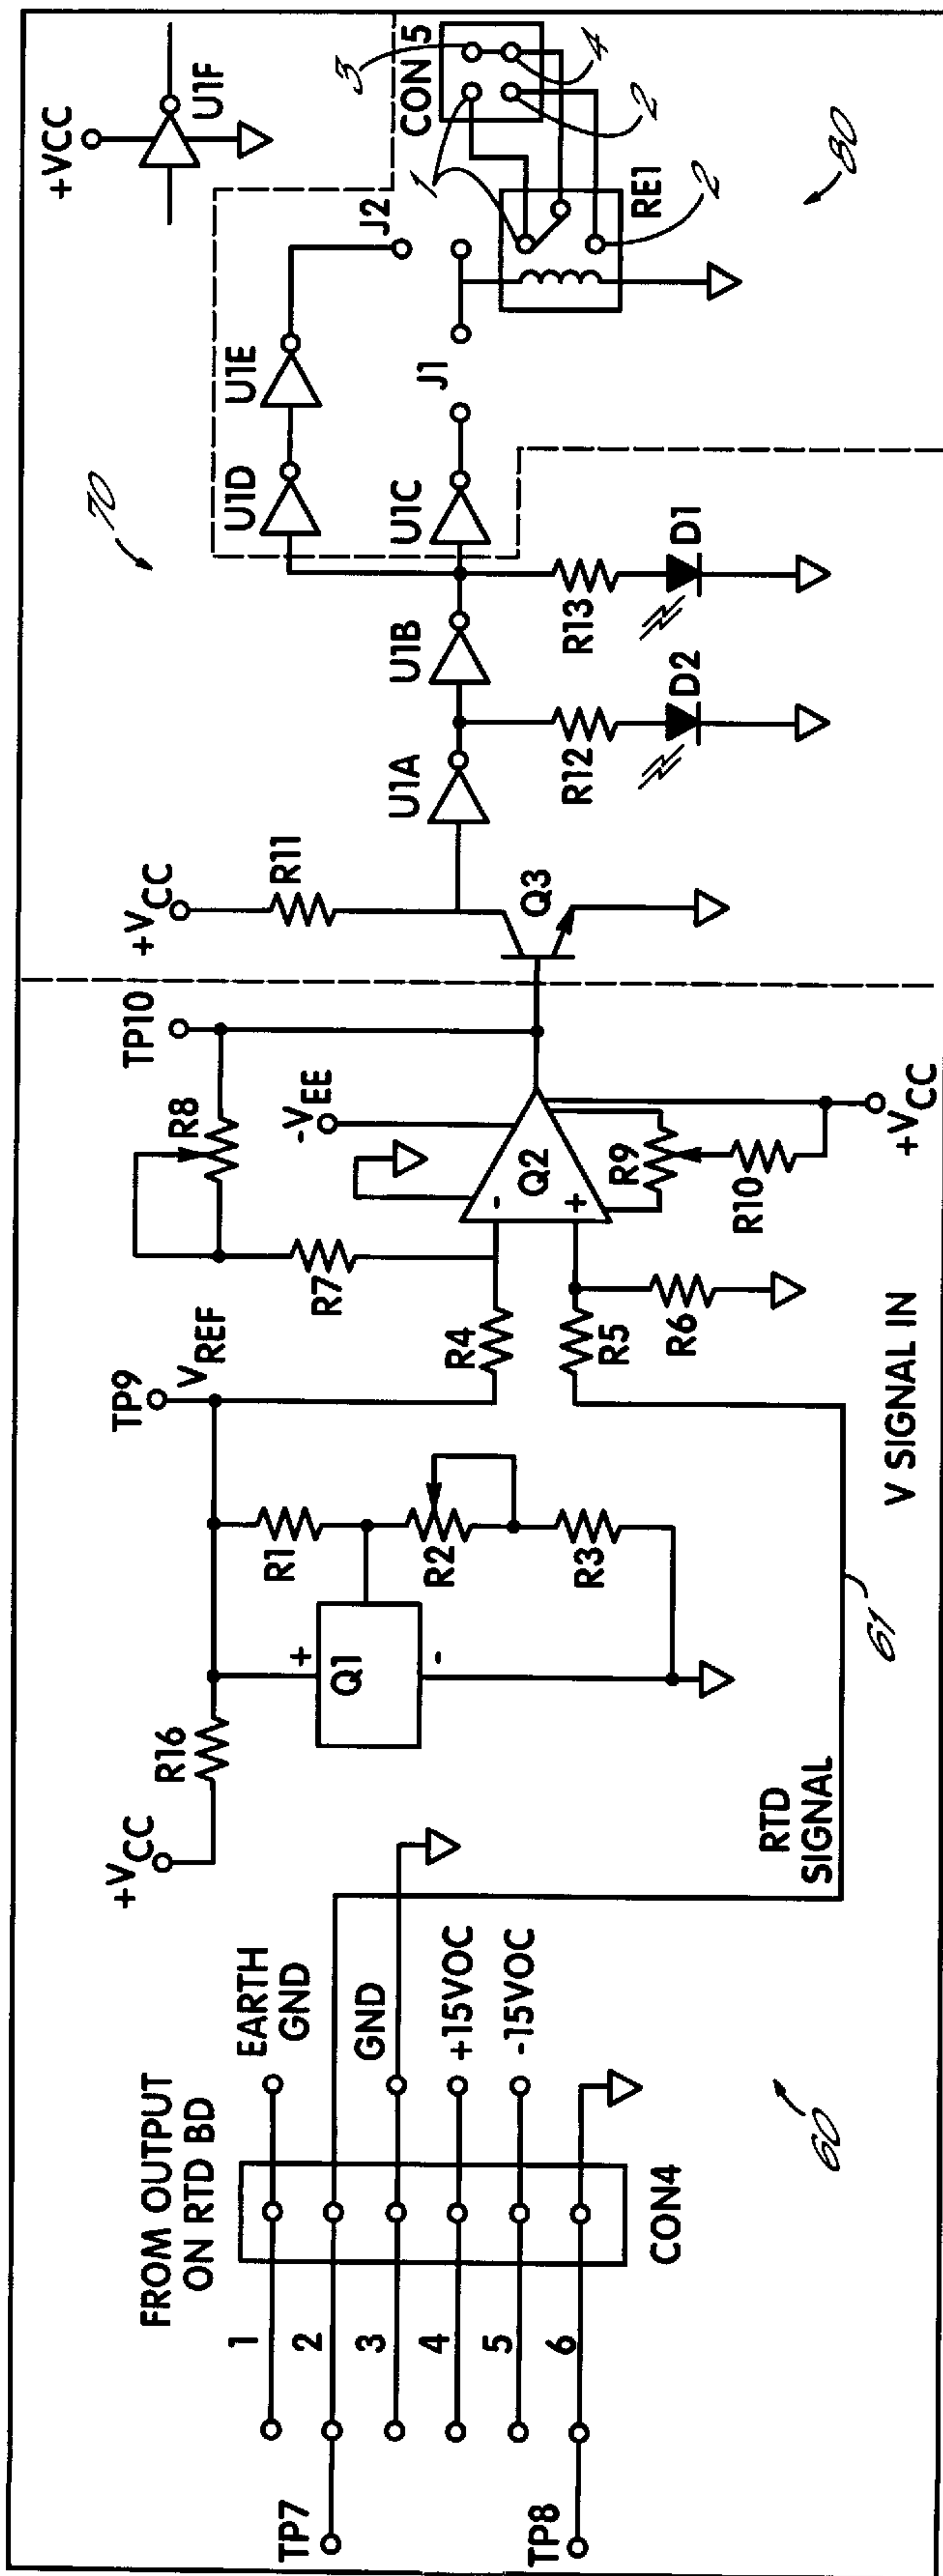 FROM OUTPUT
ON RTD BD
TP7
TP8
1
2
3
4
5
6
CON4
EARTH
GND
GND
+15VOC
-15VOC
60
RTD
SIGNAL
61
V SIGNAL IN
+VCC
R16
Q1
+
-
R1
R2
R3
TP9
VREF
R4
R5
R6
R7
R8
TP10
-VEE
Q2
-
+
R9
R10
+VCC
+VCC
R11
Q3
U1A
U1B
R12
D2
R13
D1
70
U1D
U1E
U1C
J1
J2
+VCC
U1F
CON 5
3
4
1
2
RE1
2
80